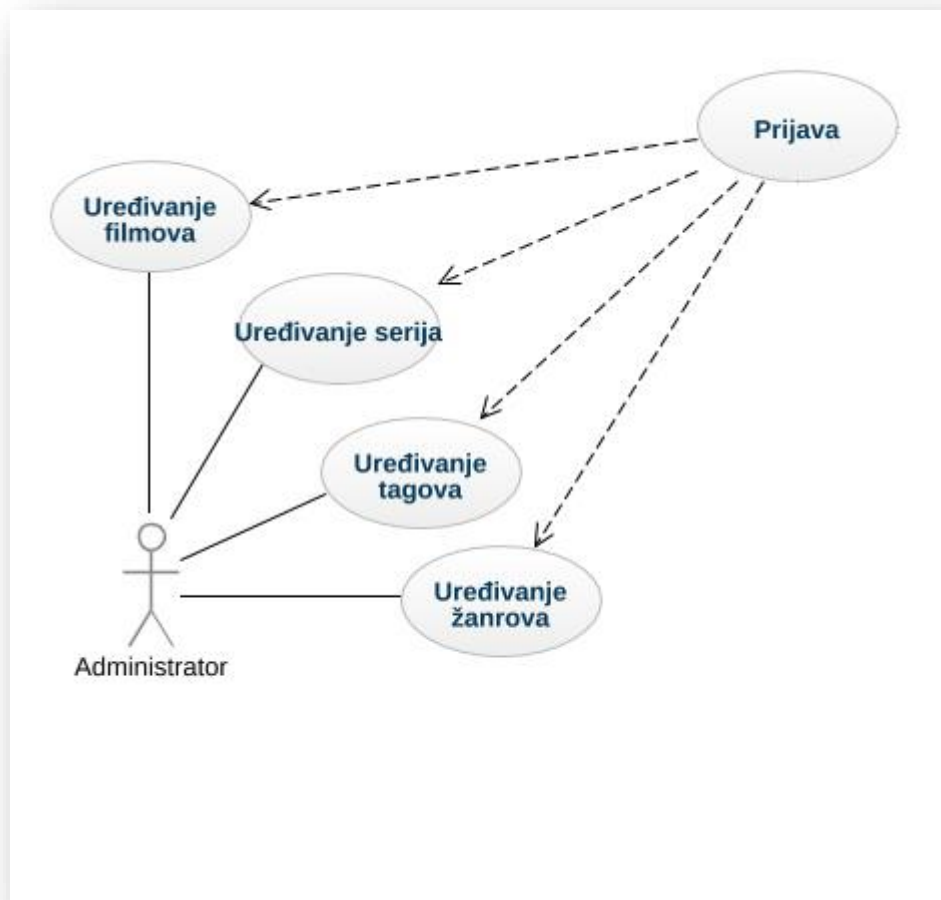 Prijava
Uređivanje
filmova
Uređivanje serija
Uređivanje
tagova
Uređivanje
žanrova
Administrator